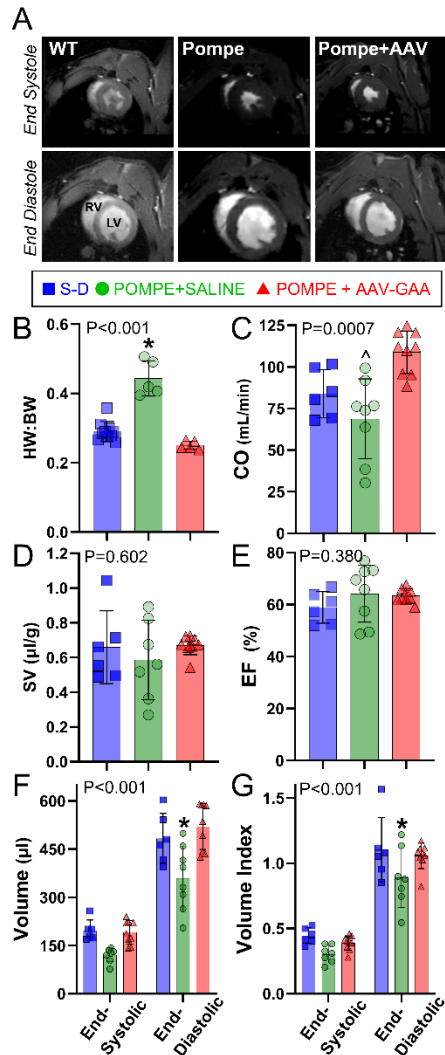 A
WT Pompe Pompe+AAV
End Systole
End Diastole
RV
LV
S-D POMPE+SALINE POMPE + AAV-GAA
B
P<0.001
*
HW:BW
0.6
0.4
0.2
0.0
C
P=0.0007
^
CO (mL/min)
125
100
75
50
25
0
D
P=0.602
SV (µl/g)
1.2
1.0
0.8
0.6
0.4
0.2
0.0
E
P=0.380
EF (%)
80
60
40
20
0
F
P<0.001
*
Volume (µl)
600
450
300
150
0
End-Systolic
End-Diastolic
G
P<0.001
*
Volume Index
1.5
1.0
0.5
0.0
End-Systolic
End-Diastolic